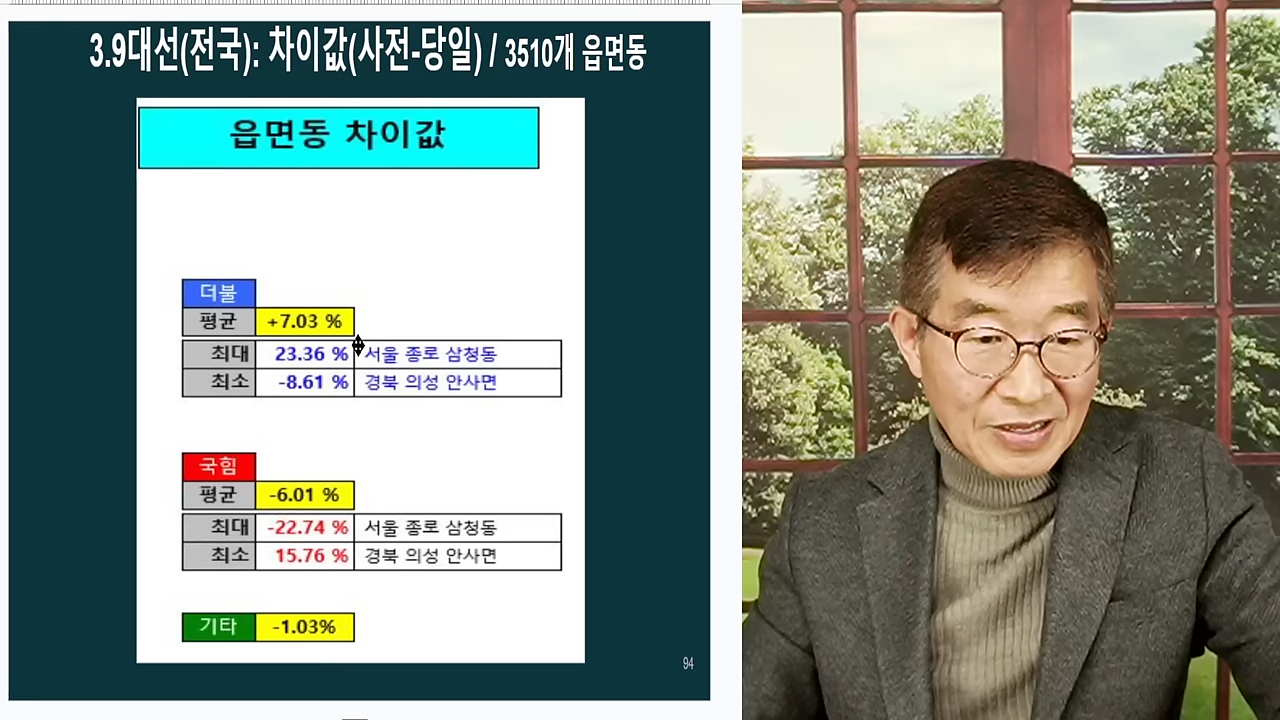 3.9대선(전국): 차이값(사전-당일) / 3510개 읍면동
읍면동 차이값
더불
평균 +7.03 %
최대 23.36 % 서울 종로 삼청동
최소 -8.61 % 경북 의성 안사면
국힘
평균 -6.01 %
최대 -22.74 % 서울 종로 삼청동
최소 15.76 % 경북 의성 안사면
기타 -1.03%
94